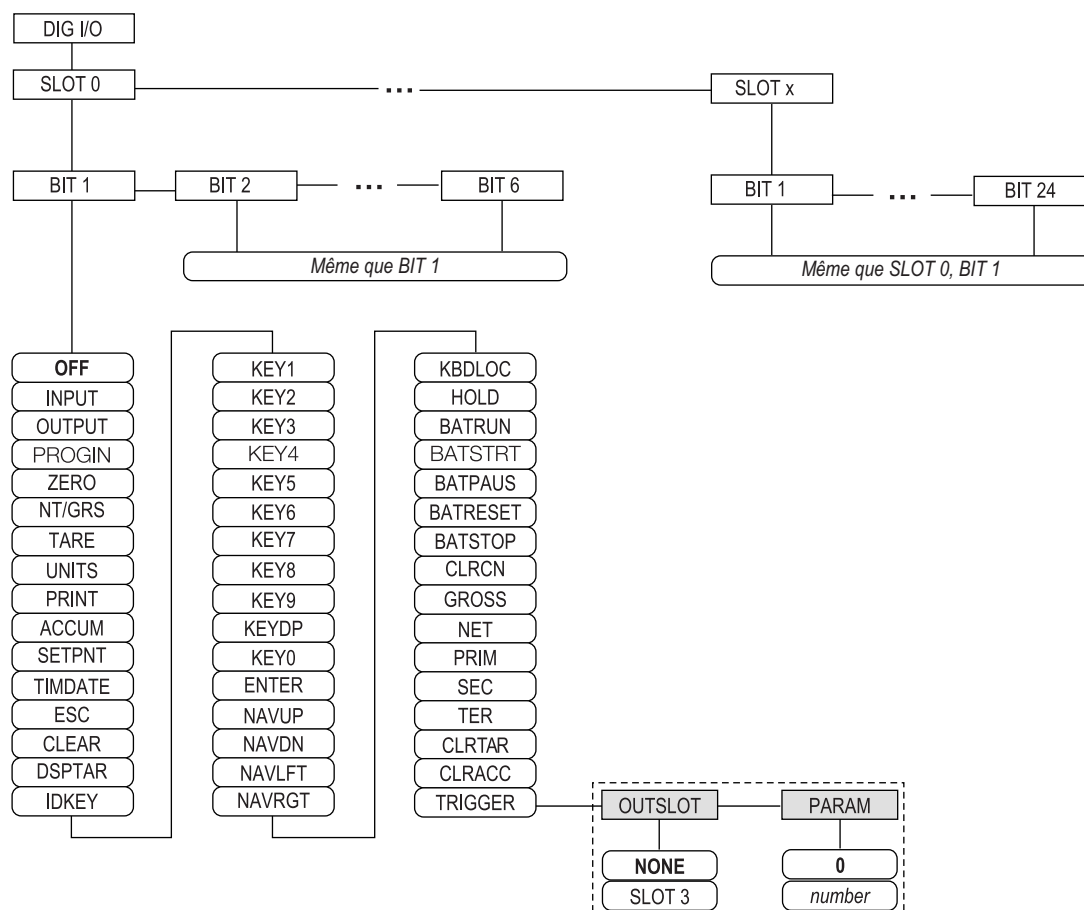 DIG I/O
SLOT 0
...
SLOT x
BIT 1
BIT 2
...
BIT 6
BIT 1
...
BIT 24
Même que BIT 1
Même que SLOT 0, BIT 1
OFF
INPUT
OUTPUT
PROGIN
ZERO
NT/GRS
TARE
UNITS
PRINT
ACCUM
SETPNT
TIMDATE
ESC
CLEAR
DSPTAR
IDKEY
KEY1
KEY2
KEY3
KEY4
KEY5
KEY6
KEY7
KEY8
KEY9
KEYDP
KEY0
ENTER
NAVUP
NAVDN
NAVLFT
NAVRGT
KBDLOC
HOLD
BATRUN
BATSTRT
BATPAUS
BATRESET
BATSTOP
CLRCN
GROSS
NET
PRIM
SEC
TER
CLRTAR
CLRACC
TRIGGER
OUTSLOT
NONE
SLOT 3
PARAM
0
number